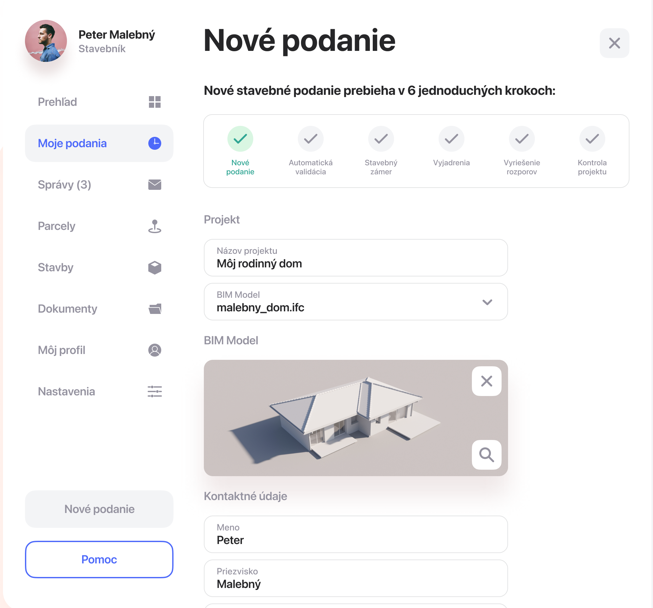 Peter Malebný
Stavebník
Prehľad
Moje podania
Správy (3)
Parcely
Stavby
Dokumenty
Môj profil
Nastavenia
Nové podanie
Pomoc
Nové podanie
Nové stavebné podanie prebieha v 6 jednoduchých krokoch:
Nové
podanie
Automatická
validácia
Stavebný
zámer
Vyjadrenia
Vyriešenie
rozporov
Kontrola
projektu
Projekt
Názov projektu
Môj rodinný dom
BIM Model
malebny_dom.ifc
BIM Model
Kontaktné údaje
Meno
Peter
Priezvisko
Malebný